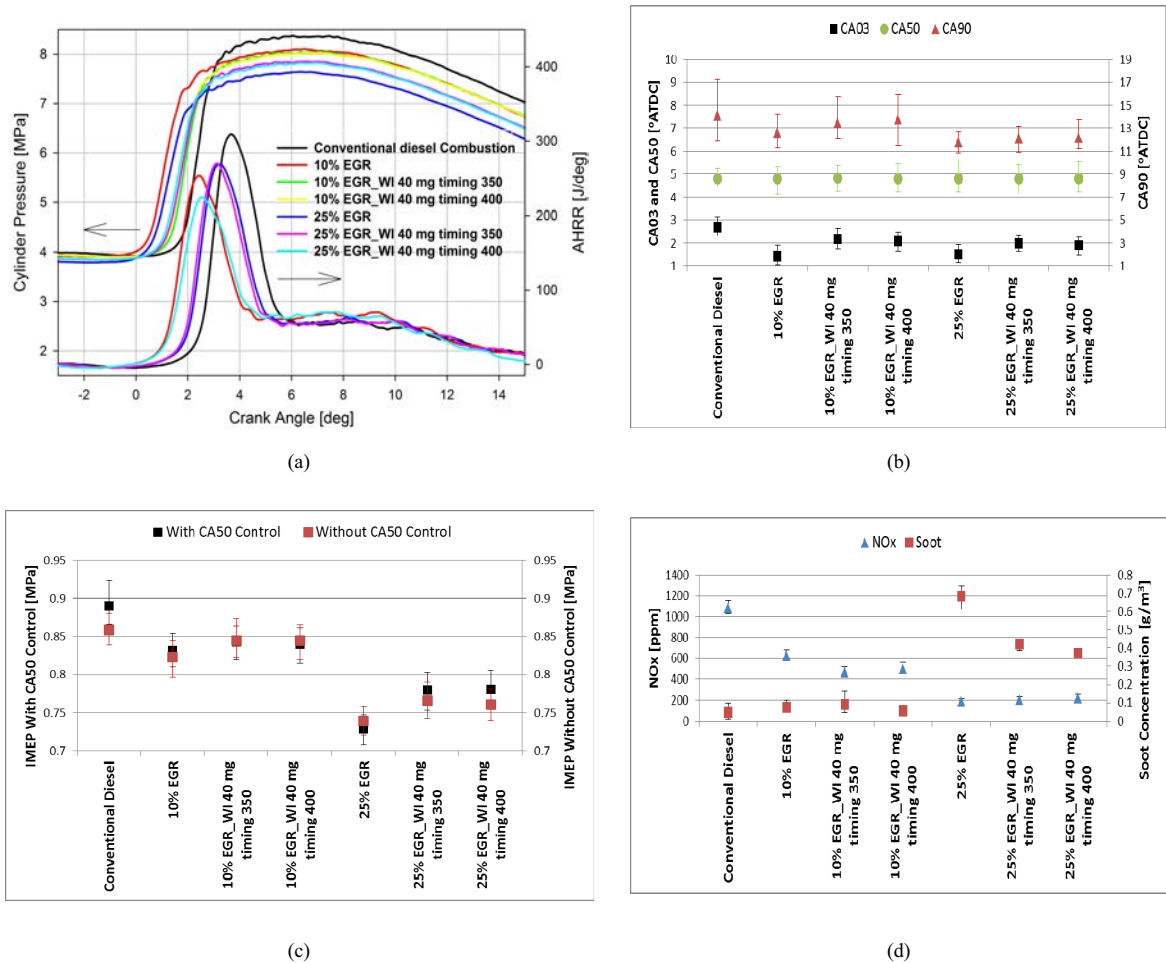 8
7
6
5
4
3
2
400
300
200
100
0
Cylinder Pressure [MPa]
AHRR [J/deg]
Conventional diesel Combustion
10% EGR
10% EGR_WI 40 mg timing 350
10% EGR_WI 40 mg timing 400
25% EGR
25% EGR_WI 40 mg timing 350
25% EGR_WI 40 mg timing 400
-2 0 2 4 6 8 10 12 14
Crank Angle [deg]
(a)
CA03 CA50 CA90
10
9
8
7
6
5
4
3
2
1
19
17
15
13
11
9
7
5
3
1
CA03 and CA50 [°ATDC]
CA90 [°ATDC]
Conventional Diesel
10% EGR
10% EGR_WI 40 mg
timing 350
10% EGR_WI 40 mg
timing 400
25% EGR
25% EGR_WI 40 mg
timing 350
25% EGR_WI 40 mg
timing 400
(b)
With CA50 Control Without CA50 Control
0.95
0.9
0.85
0.8
0.75
0.7
0.95
0.9
0.85
0.8
0.75
0.7
IMEP With CA50 Control [MPa]
IMEP Without CA50 Control [MPa]
Conventional Diesel
10% EGR
10% EGR_WI 40 mg
timing 350
10% EGR_WI 40 mg
timing 400
25% EGR
25% EGR_WI 40 mg
timing 350
25% EGR_WI 40 mg
timing 400
(c)
NOx Soot
1400
1200
1000
800
600
400
200
0
0.8
0.7
0.6
0.5
0.4
0.3
0.2
0.1
0
NOx [ppm]
Soot Concentration [g/m³]
Conventional Diesel
10% EGR
10% EGR_WI 40 mg
timing 350
10% EGR_WI 40 mg
timing 400
25% EGR
25% EGR_WI 40 mg
timing 350
25% EGR_WI 40 mg
timing 400
(d)